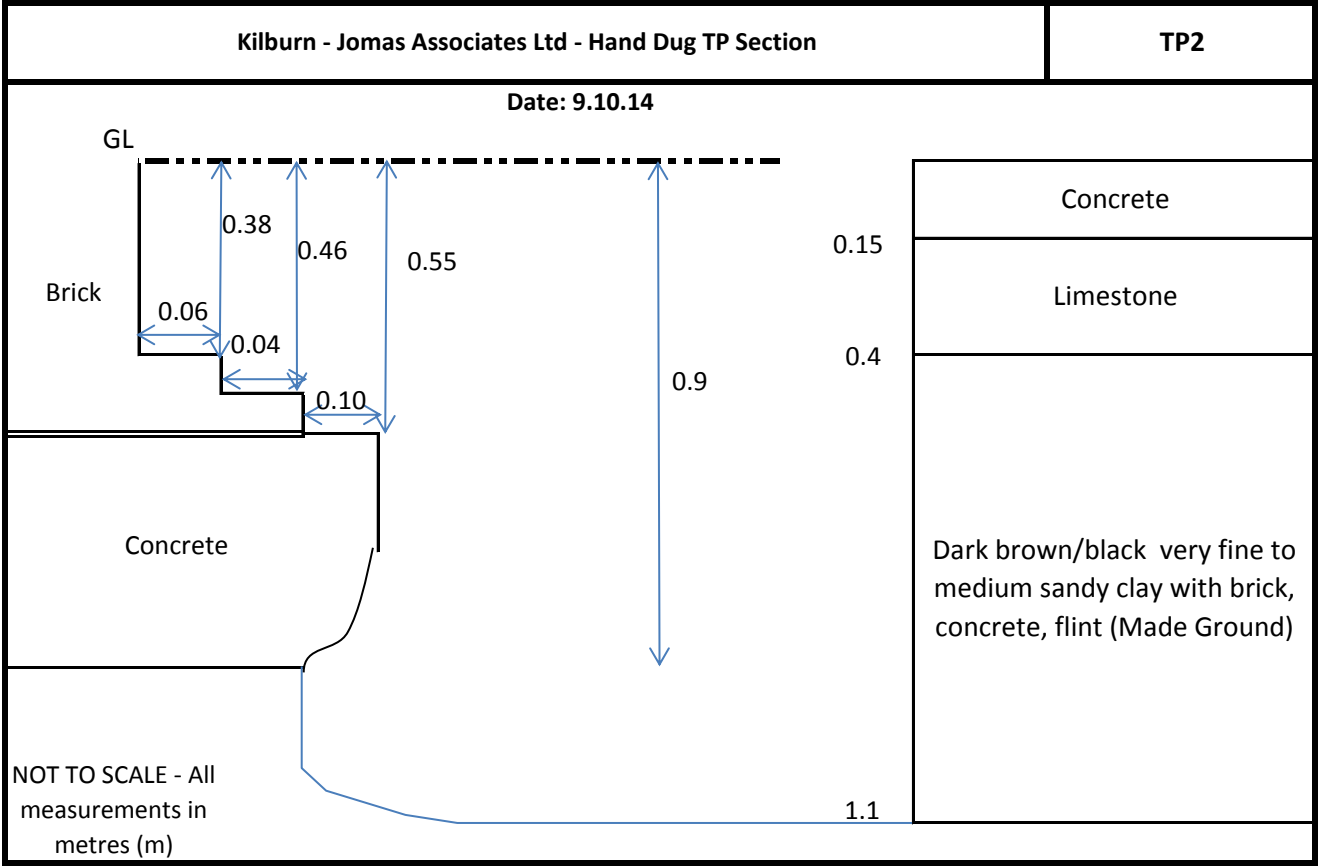 Kilburn - Jomas Associates Ltd - Hand Dug TP Section
TP2
Date: 9.10.14
GL
Concrete
0.38
0.15
0.46
0.55
Brick
Limestone
0.06
0.04
0.4
0.9
0.10
Concrete
Dark brown/black very fine to
medium sandy clay with brick,
concrete, flint (Made Ground)
NOT TO SCALE - All
measurements in
metres (m)
1.1